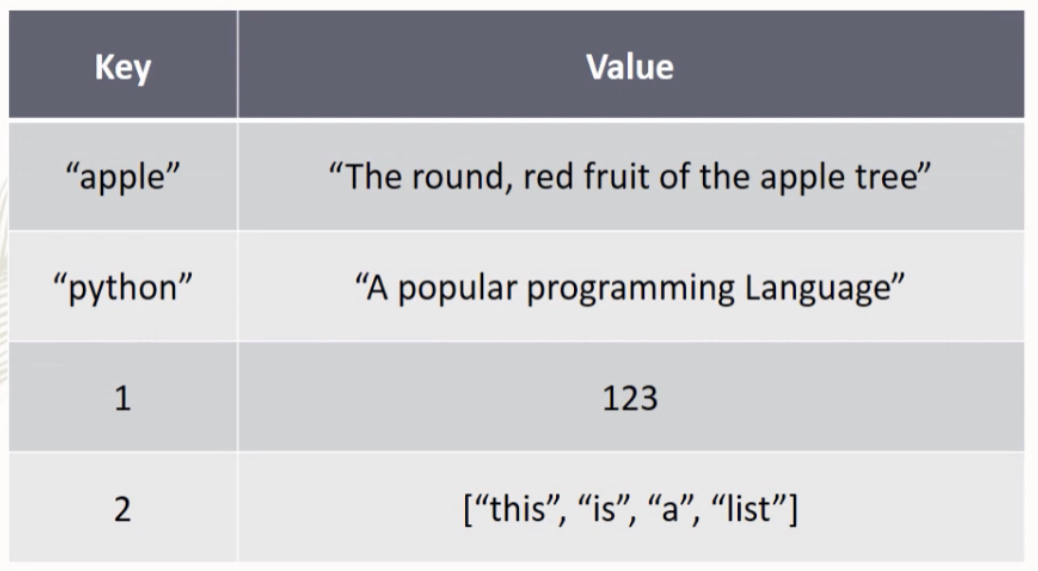 Key Value
“apple” “The round, red fruit of the apple tree”
“python” “A popular programming Language”
1 123
2 [“this”, “is”, “a”, “list”]